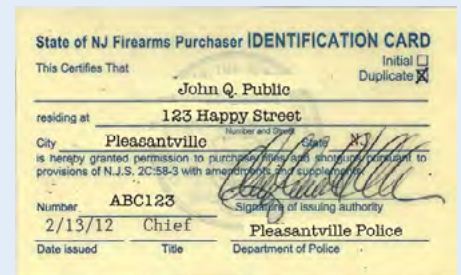 State of NJ Firearms Purchaser IDENTIFICATION CARD
This Certifies That
Initial
Duplicate X
John Q. Public
residing at 123 Happy Street
Number and Street
City Pleasantville State NJ
is hereby granted permission to purchase rifles and shotguns pursuant to
provisions of N.J.S. 2C:58-3 with amendments and supplements.
Number ABC123 Signature of issuing authority
2/13/12 Chief Pleasantville Police
Date issued Title Department of Police